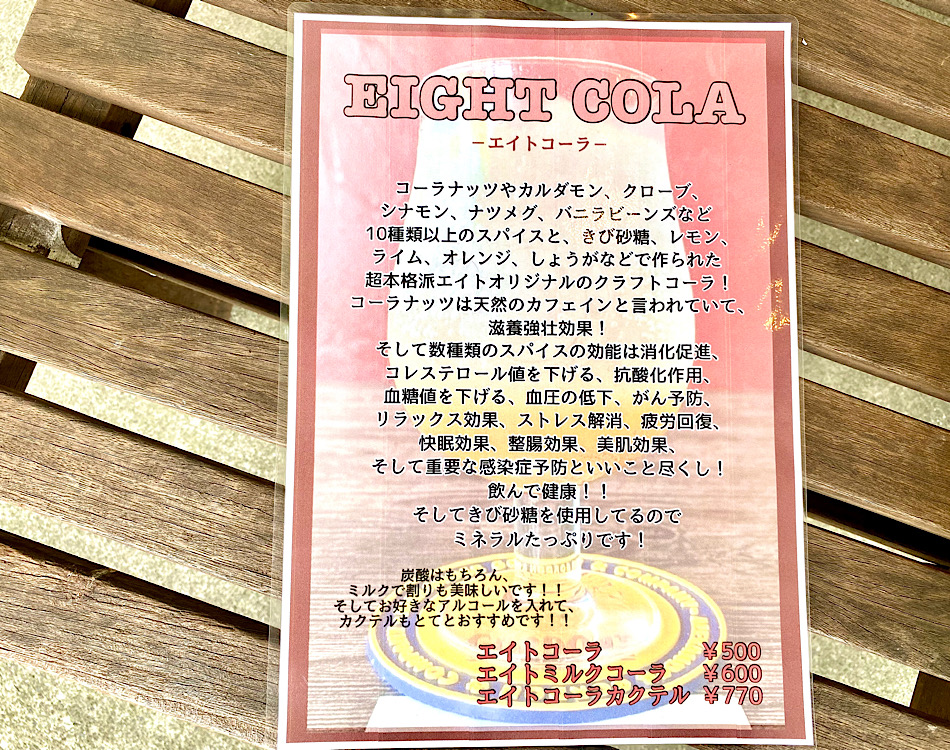 EIGHT COLA
－エイトコーラ－
コーラナッツやカルダモン、クローブ、
シナモン、ナツメグ、バニラビーンズなど
10種類以上のスパイスと、きび砂糖、レモン、
ライム、オレンジ、しょうがなどで作られた
超本格派エイトオリジナルのクラフトコーラ！
コーラナッツは天然のカフェインと言われていて、
滋養強壮効果！
そして数種類のスパイスの効能は消化促進、
コレステロール値を下げる、抗酸化作用、
血糖値を下げる、血圧の低下、がん予防、
リラックス効果、ストレス解消、疲労回復、
快眠効果、整腸効果、美肌効果、
そして重要な感染症予防といいこと尽くし！
飲んで健康！！
そしてきび砂糖を使用してるので
ミネラルたっぷりです！
炭酸はもちろん、
ミルクで割りも美味しいです！！
そしてお好きなアルコールを入れて、
カクテルもとてとおすすめです！！
エイトコーラ ￥500
エイトミルクコーラ ￥600
エイトコーラカクテル ￥770